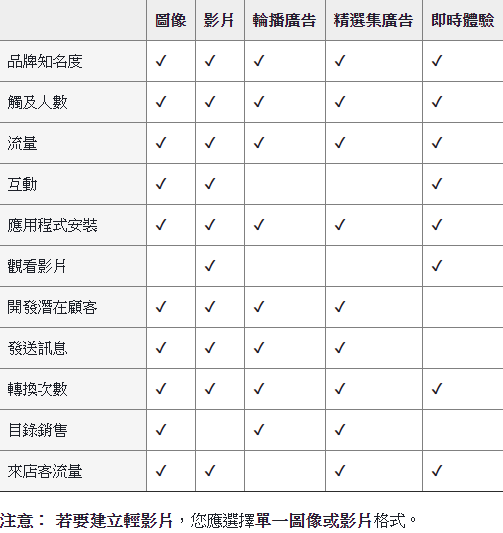 圖像 影片 輪播廣告 精選集廣告 即時體驗
品牌知名度 ✓ ✓ ✓ ✓ ✓
觸及人數 ✓ ✓ ✓ ✓ ✓
流量 ✓ ✓ ✓ ✓ ✓
互動 ✓ ✓ ✓
應用程式安裝 ✓ ✓ ✓ ✓ ✓
觀看影片 ✓ ✓
開發潛在顧客 ✓ ✓ ✓ ✓
發送訊息 ✓ ✓ ✓ ✓
轉換次數 ✓ ✓ ✓ ✓ ✓
目錄銷售 ✓ ✓ ✓
來店客流量 ✓ ✓ ✓ ✓
注意： 若要建立輕影片，您應選擇單一圖像或影片格式。